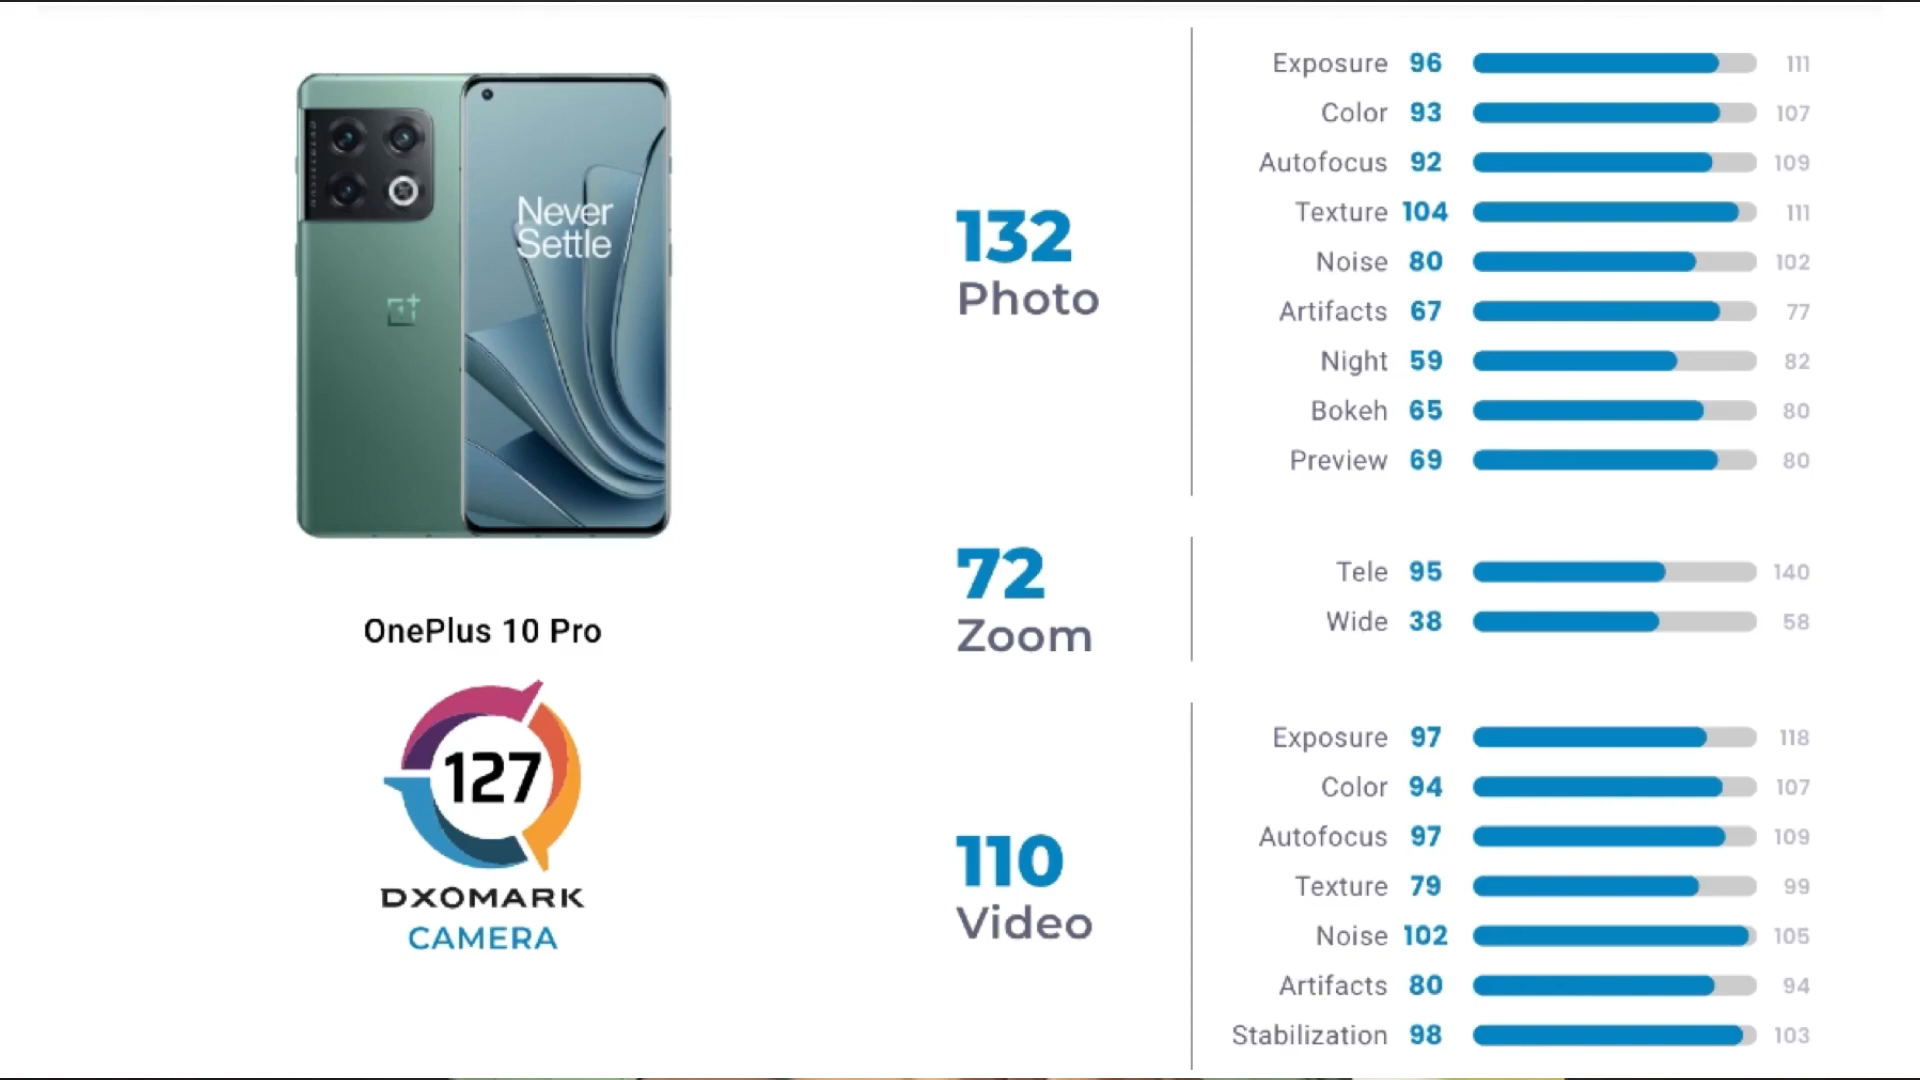 Never
Settle
OnePlus 10 Pro
127
DXOMARK
CAMERA
132
Photo
Exposure 96 111
Color 93 107
Autofocus 92 109
Texture 104 111
Noise 80 102
Artifacts 67 77
Night 59 82
Bokeh 65 80
Preview 69 80
72
Zoom
Tele 95 140
Wide 38 58
110
Video
Exposure 97 118
Color 94 107
Autofocus 97 109
Texture 79 99
Noise 102 105
Artifacts 80 94
Stabilization 98 103